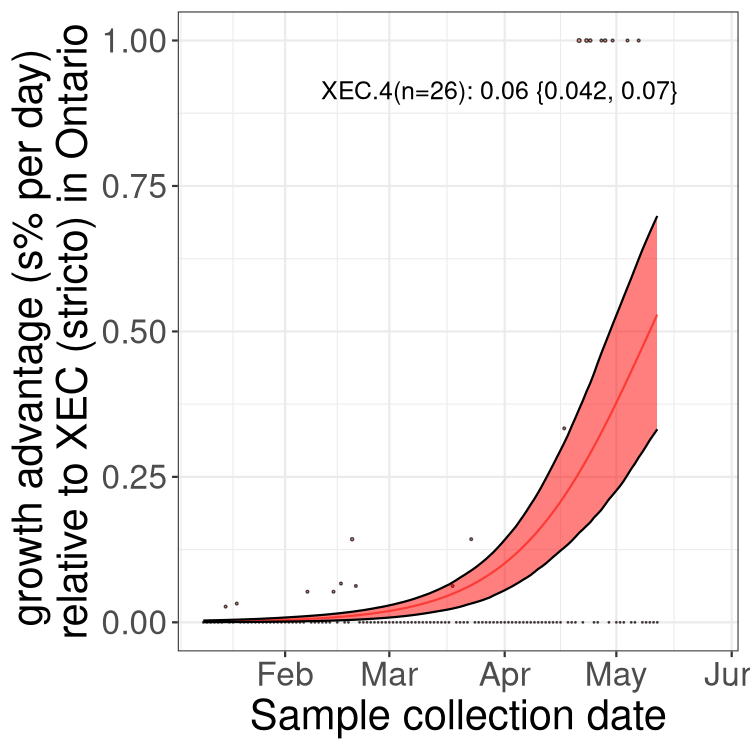 growth advantage (s% per day)
relative to XEC (stricto) in Ontario
1.00
0.75
0.50
0.25
0.00
XEC.4(n=26): 0.06 {0.042, 0.07}
Feb Mar Apr May Jun
Sample collection date